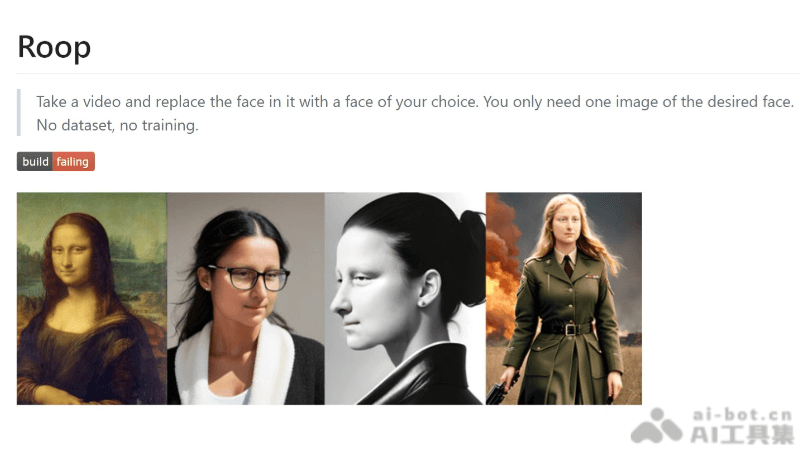 Roop
Take a video and replace the face in it with a face of your choice. You only need one image of the desired face.
No dataset, no training.
build failing
ai-bot.cn
AI工具集